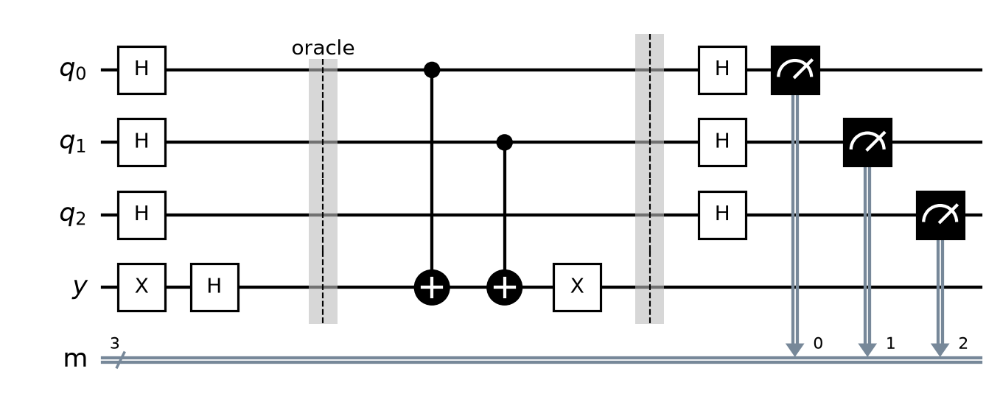 oracle
q0 H H
q1 H H
q2 H H
y X H X
m 3 0 1 2